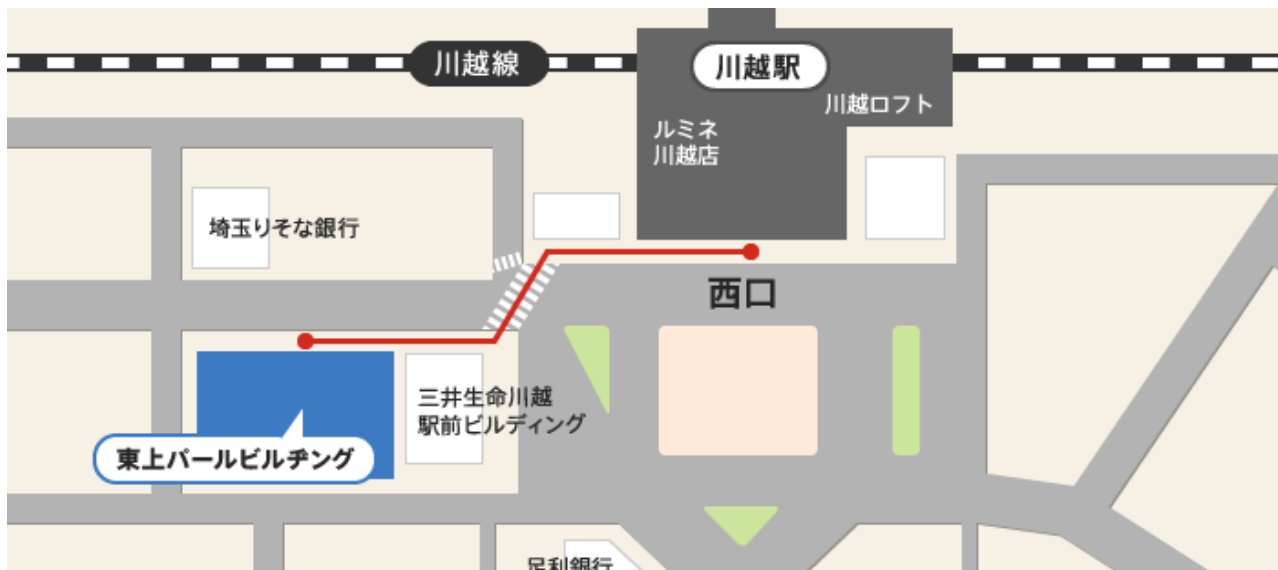 川越線
川越駅
川越ロフト
ルミネ
川越店
埼玉りそな銀行
西口
三井生命川越
駅前ビルディング
東上パールビルヂング
足利銀行